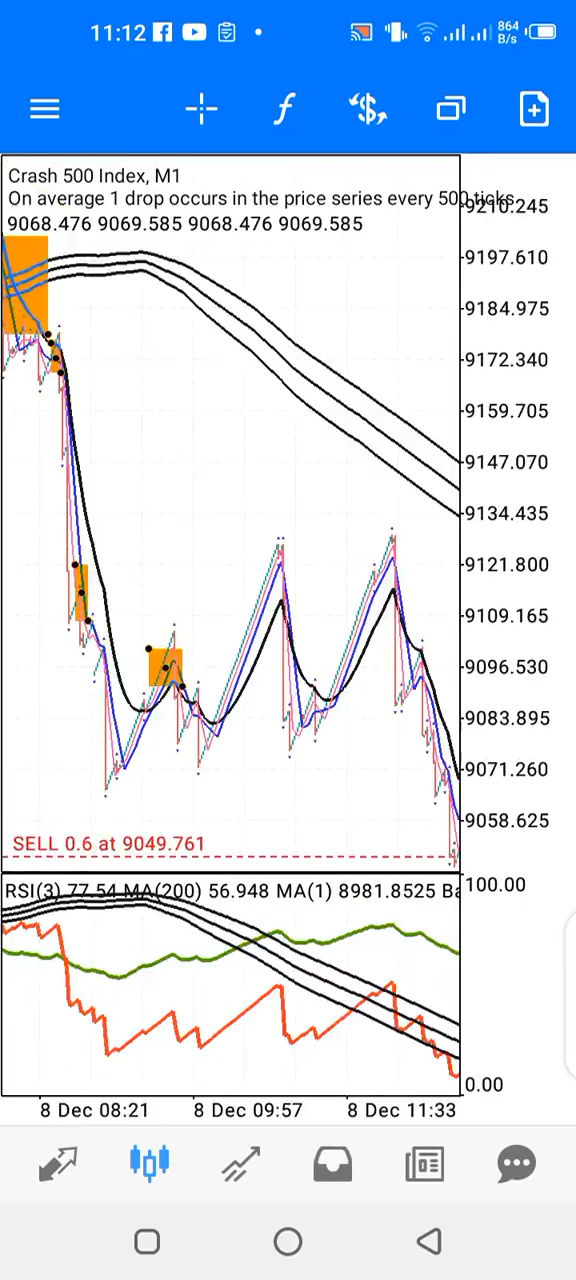 11:12
864
B/s
Crash 500 Index, M1
On average 1 drop occurs in the price series every 500 ticks
9068.476 9069.585 9068.476 9069.585
9210.245
9197.610
9184.975
9172.340
9159.705
9147.070
9134.435
9121.800
9109.165
9096.530
9083.895
9071.260
9058.625
SELL 0.6 at 9049.761
RSI(3) 77.54 MA(200) 56.948 MA(1) 8981.8525 Ba
100.00
0.00
8 Dec 08:21
8 Dec 09:57
8 Dec 11:33